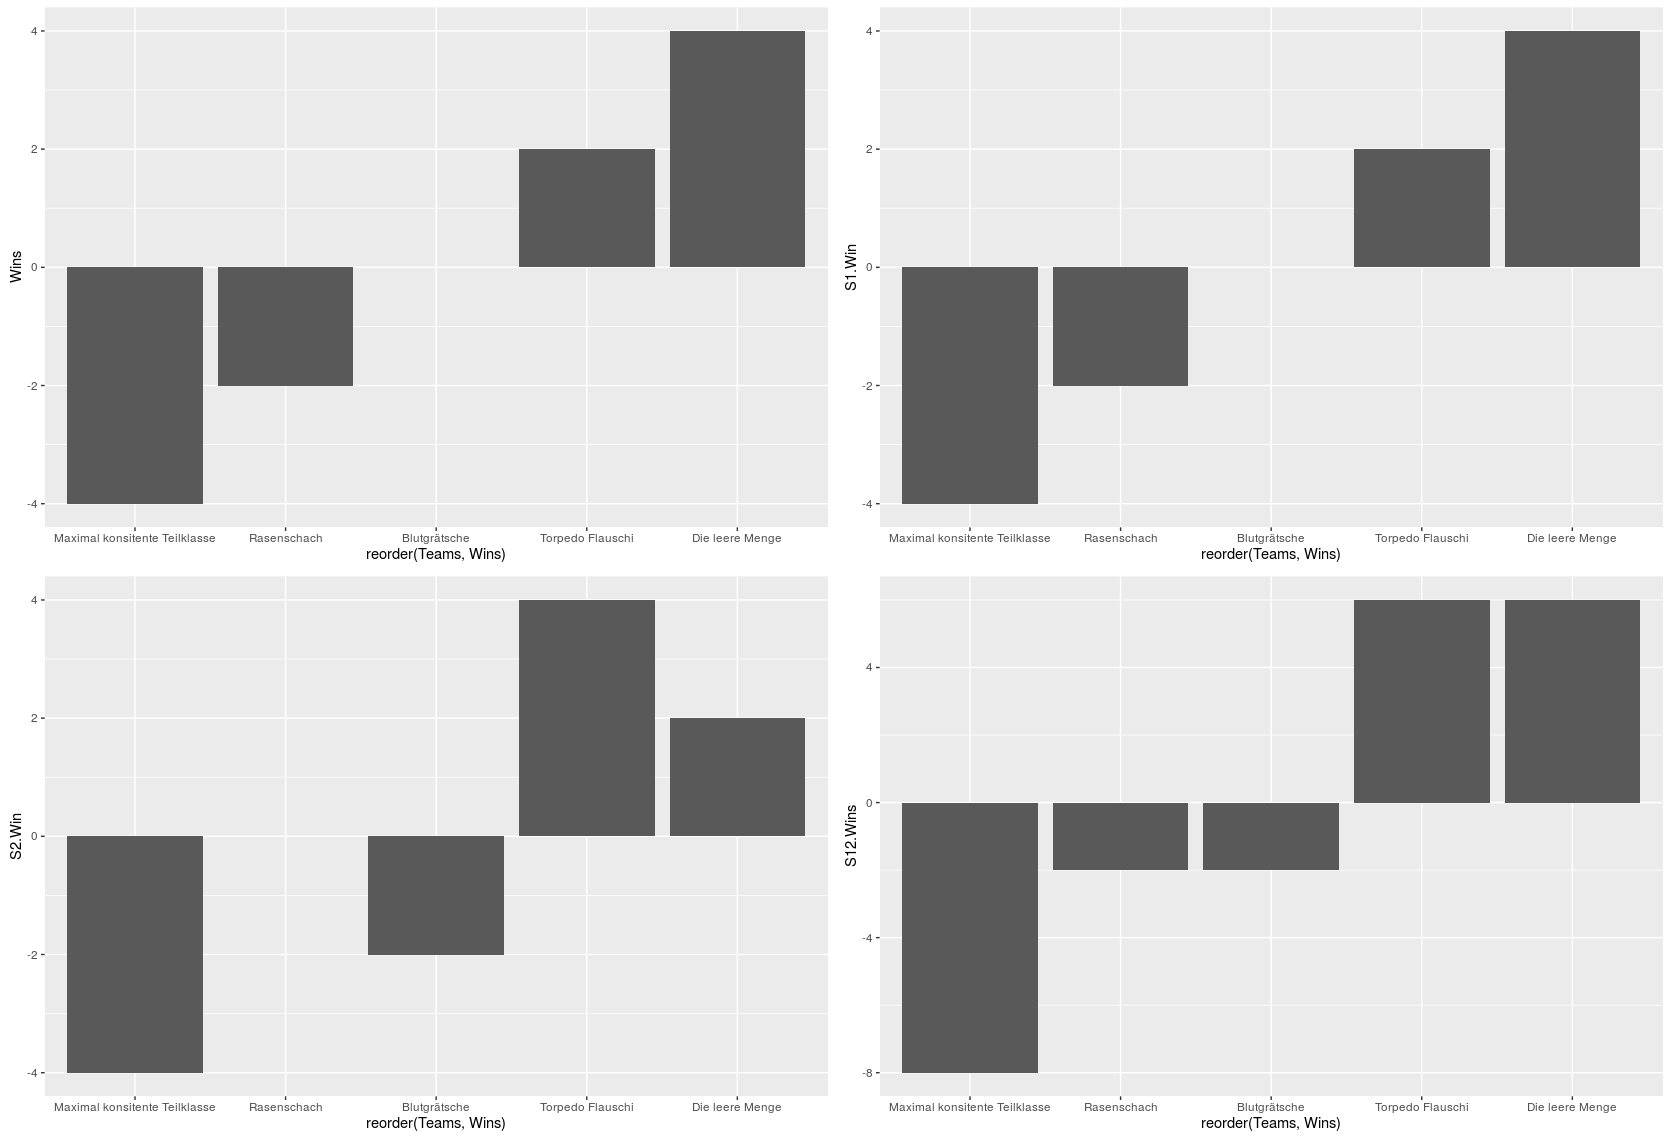 Wins
4
2
0
-2
-4
Maximal konsitente Teilklasse Rasenschach Blutgrätsche Torpedo Flauschi Die leere Menge
reorder(Teams, Wins)
S1.Win
4
2
0
-2
-4
Maximal konsitente Teilklasse Rasenschach Blutgrätsche Torpedo Flauschi Die leere Menge
reorder(Teams, Wins)
S2.Win
4
2
0
-2
-4
Maximal konsitente Teilklasse Rasenschach Blutgrätsche Torpedo Flauschi Die leere Menge
reorder(Teams, Wins)
S12.Wins
4
0
-4
-8
Maximal konsitente Teilklasse Rasenschach Blutgrätsche Torpedo Flauschi Die leere Menge
reorder(Teams, Wins)